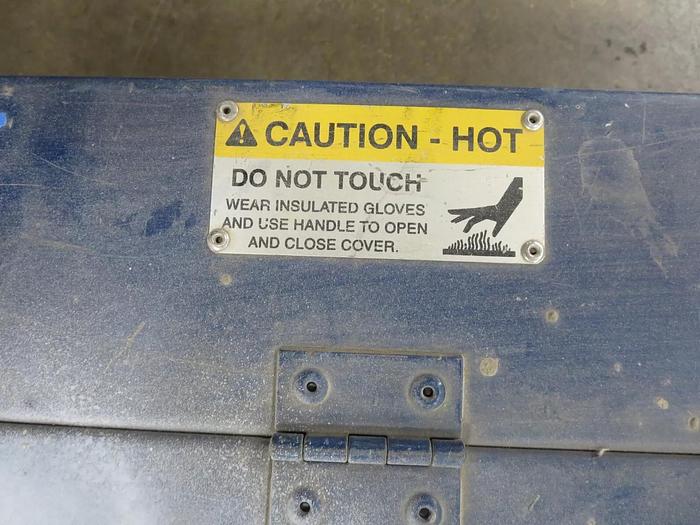 CAUTION - HOT
DO NOT TOUCH
WEAR INSULATED GLOVES
AND USE HANDLE TO OPEN
AND CLOSE COVER.